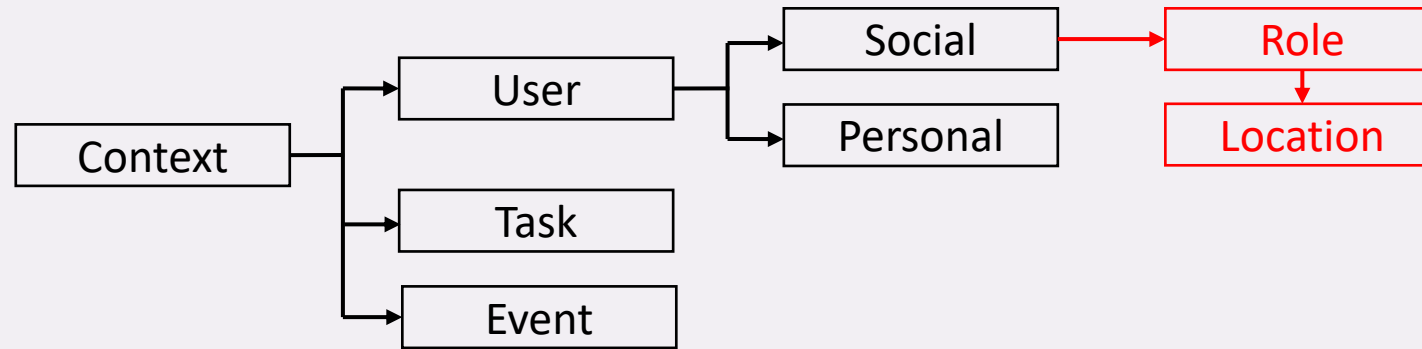 Social
Role
User
Personal
Location
Context
Task
Event